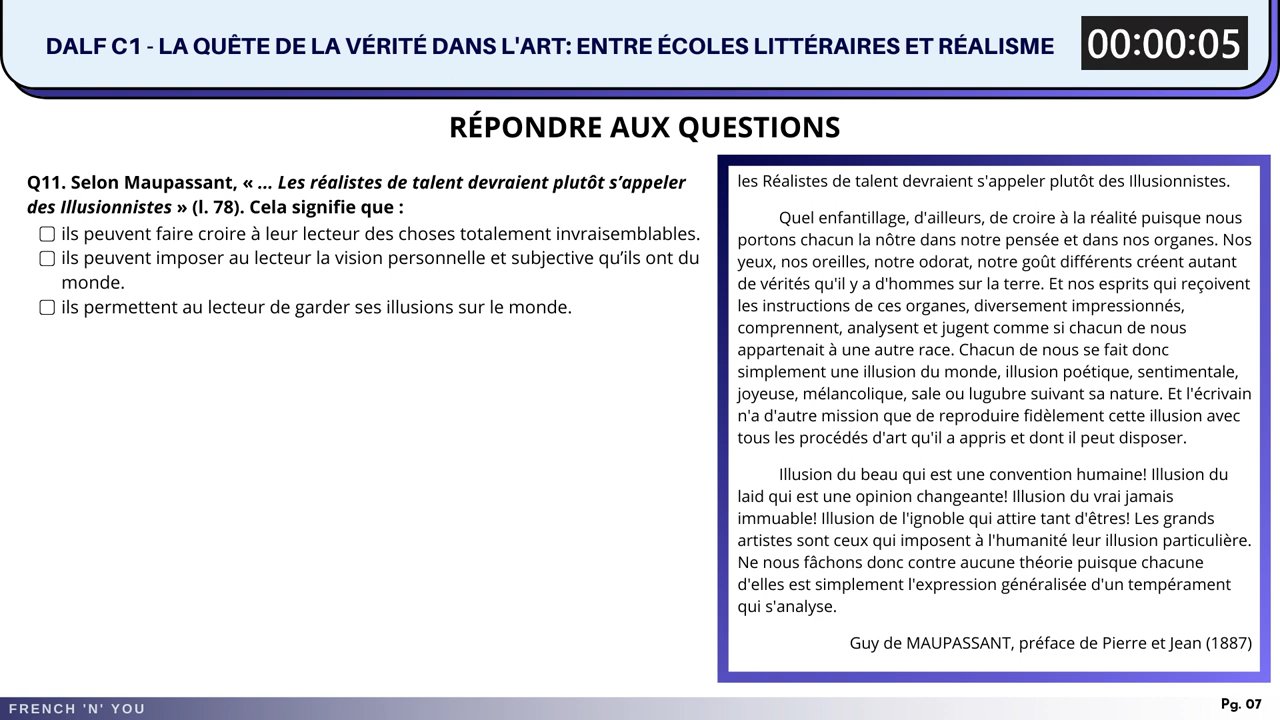 DALF C1 - LA QUÊTE DE LA VÉRITÉ DANS L'ART: ENTRE ÉCOLES LITTÉRAIRES ET RÉALISME
00:00:05
RÉPONDRE AUX QUESTIONS
Q11. Selon Maupassant, « ... Les réalistes de talent devraient plutôt s’appeler
des Illusionnistes » (l. 78). Cela signifie que :
ils peuvent faire croire à leur lecteur des choses totalement invraisemblables.
ils peuvent imposer au lecteur la vision personnelle et subjective qu’ils ont du
monde.
ils permettent au lecteur de garder ses illusions sur le monde.
les Réalistes de talent devraient s'appeler plutôt des Illusionnistes.
Quel enfantillage, d'ailleurs, de croire à la réalité puisque nous
portons chacun la nôtre dans notre pensée et dans nos organes. Nos
yeux, nos oreilles, notre odorat, notre goût différents créent autant
de vérités qu'il y a d'hommes sur la terre. Et nos esprits qui reçoivent
les instructions de ces organes, diversement impressionnés,
comprennent, analysent et jugent comme si chacun de nous
appartenait à une autre race. Chacun de nous se fait donc
simplement une illusion du monde, illusion poétique, sentimentale,
joyeuse, mélancolique, sale ou lugubre suivant sa nature. Et l'écrivain
n'a d'autre mission que de reproduire fidèlement cette illusion avec
tous les procédés d'art qu'il a appris et dont il peut disposer.
Illusion du beau qui est une convention humaine! Illusion du
laid qui est une opinion changeante! Illusion du vrai jamais
immuable! Illusion de l'ignoble qui attire tant d'êtres! Les grands
artistes sont ceux qui imposent à l'humanité leur illusion particulière.
Ne nous fâchons donc contre aucune théorie puisque chacune
d'elles est simplement l'expression généralisée d'un tempérament
qui s'analyse.
Guy de MAUPASSANT, préface de Pierre et Jean (1887)
FRENCH 'N' YOU
Pg. 07